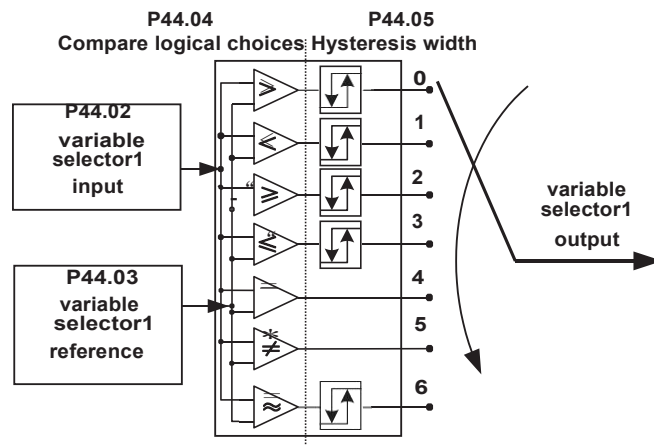 P44.04 P44.05
Compare logical choices Hysteresis width
P44.02
variable
selector1
input
P44.03
variable
selector1
reference
>
<
≥
≤
=
≠
≈
0
1
2
3
4
5
6
variable
selector1
output